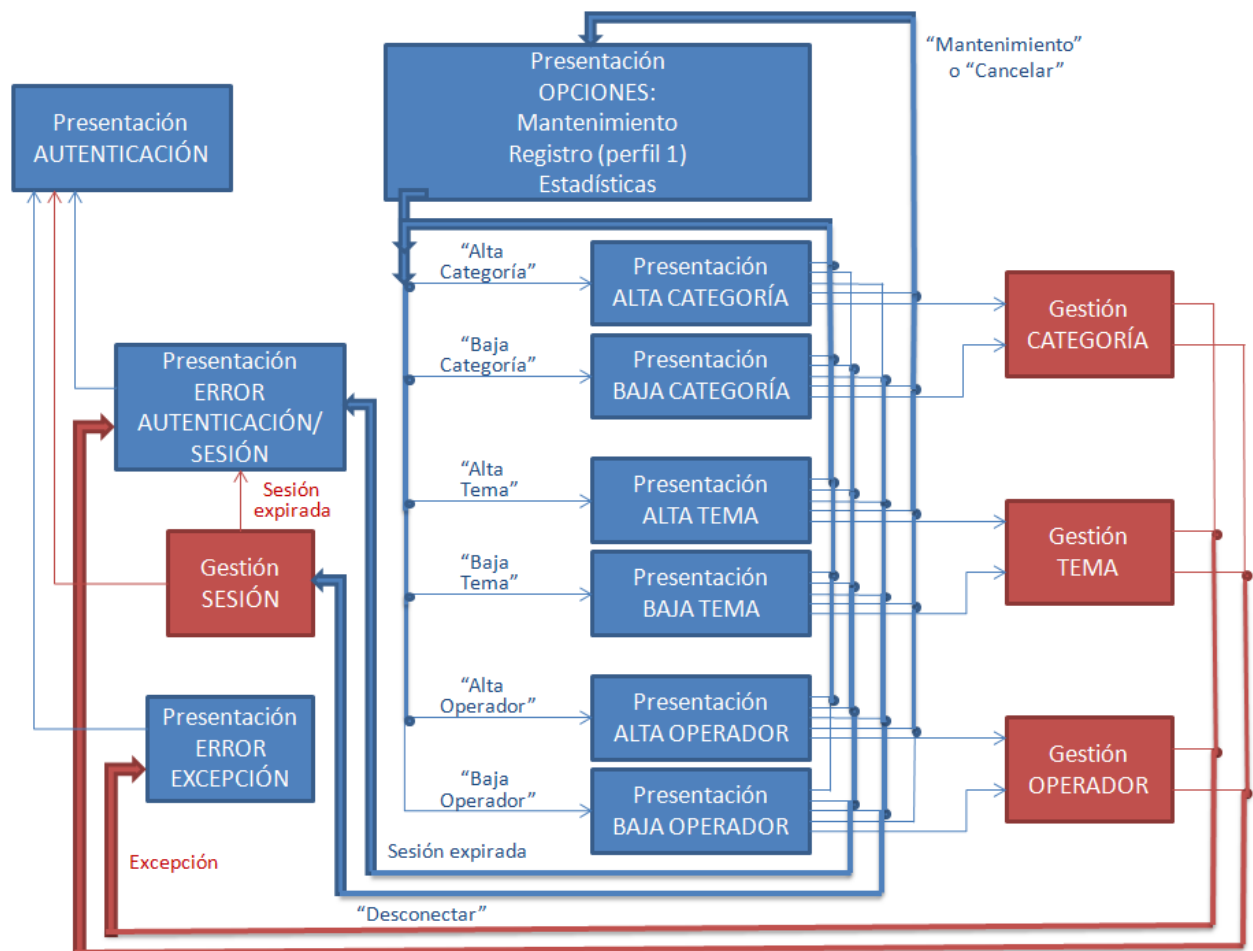 “Mantenimiento”
o “Cancelar”
Presentación
OPCIONES:
Mantenimiento
Registro (perfil 1)
Estadísticas
Presentación
AUTENTICACIÓN
“Alta
Categoría”
Presentación
ALTA CATEGORÍA
Gestión
CATEGORÍA
“Baja
Categoría”
Presentación
BAJA CATEGORÍA
Presentación
ERROR
AUTENTICACIÓN/
SESIÓN
“Alta
Tema”
Presentación
ALTA TEMA
Sesión
expirada
Gestión
TEMA
Gestión
SESIÓN
“Baja
Tema”
Presentación
BAJA TEMA
“Alta
Operador”
Presentación
ALTA OPERADOR
Presentación
ERROR
EXCEPCIÓN
Gestión
OPERADOR
“Baja
Operador”
Presentación
BAJA OPERADOR
Sesión expirada
Excepción
“Desconectar”